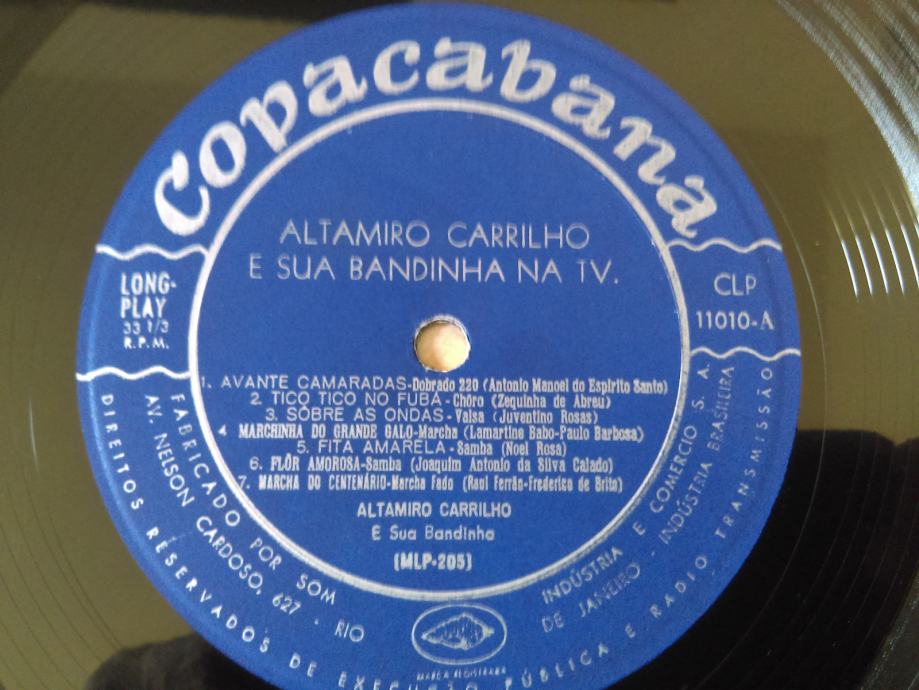 Copacabana
ALTAMIRO CARRILHO
E SUA BANDINHA NA TV.
LONG-
PLAY
33 1/3
R.P.M.
CLP
11010-A
1. AVANTE CAMARADAS-Dobrado 220 (Antonio Manoel do Espirito Santo)
2. TICO TICO NO FUBA-Chôro (Zequinha de Abreu)
3. SÔBRE AS ONDAS-Valsa (Juventino Rosas)
4 MARCHINHA DO GRANDE GALO-Marcha (Lamartine Babo-Paulo Barbosa)
5. FITA AMARELA-Samba (Noel Rosa)
6. FLÔR AMOROSA-Samba (Joaquim Antonio da Silva Calado)
7. MARCHA DO CENTENÁRIO-Marcha Fado (Raul Ferrão-Frederico de Brito)
ALTAMIRO CARRILHO
E Sua Bandinha
(MLP-205)
FABRICADO POR SOM INDÚSTRIA E COMERCIO S. A.
AV. NELSON CARDOSO, 627 - RIO DE JANEIRO - INDÚSTRIA BRASILEIRA
DIREITOS RESERVADOS DE EXECUÇÃO PÚBLICA E RADIO TRANSMISSÃO
MARCA REGISTRADA